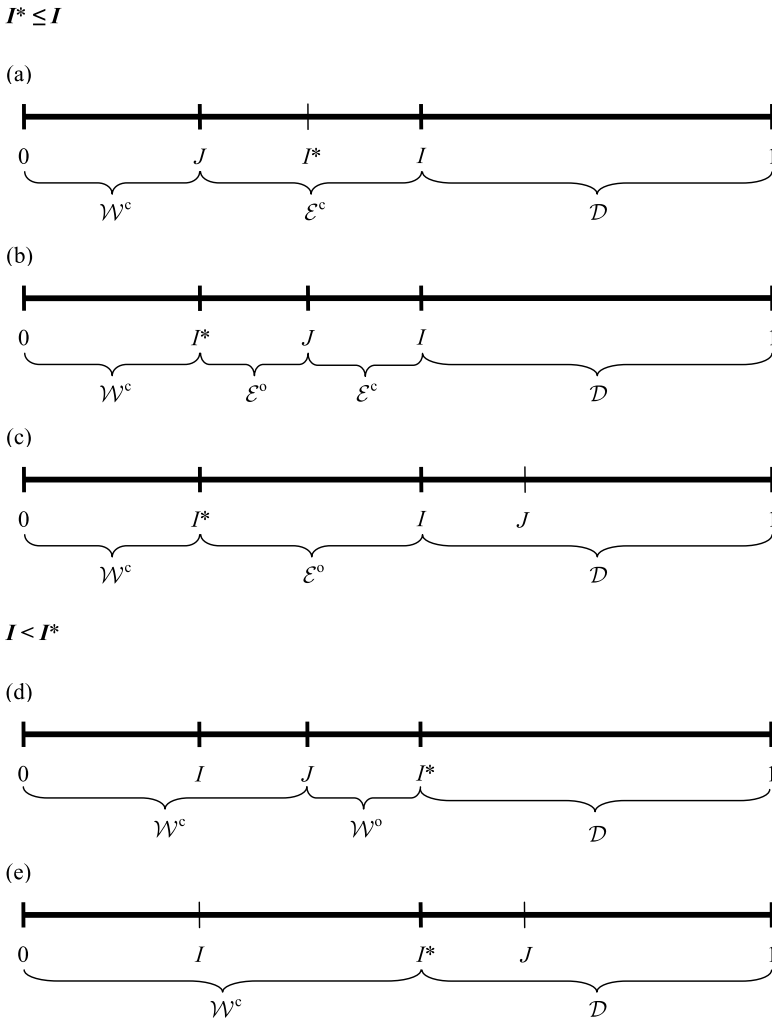 I* ≤ I
(a)
0 J I* I 1
𝒲ᶜ ℰᶜ 𝒟
(b)
0 I* J I 1
𝒲ᶜ ℰᵒ ℰᶜ 𝒟
(c)
0 I* I J 1
𝒲ᶜ ℰᵒ 𝒟
I < I*
(d)
0 I J I* 1
𝒲ᶜ 𝒲ᵒ 𝒟
(e)
0 I I* J 1
𝒲ᶜ 𝒟